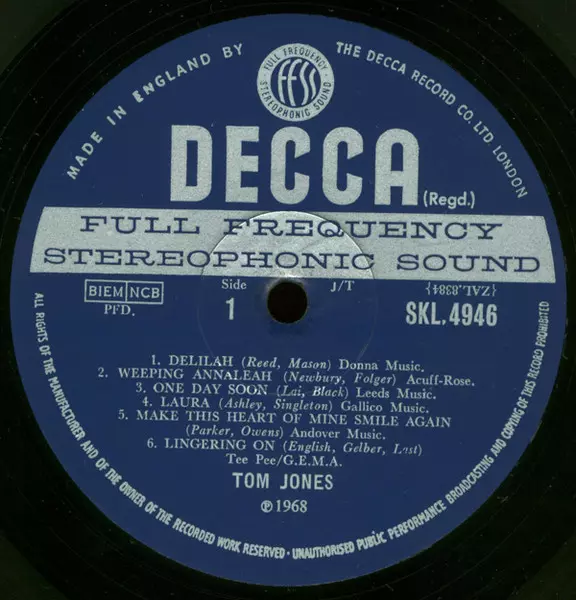 MADE IN ENGLAND BY
THE DECCA RECORD CO. LTD. LONDON
FULL FREQUENCY
FFSS
STEREOPHONIC SOUND
DECCA (Regd.)
FULL FREQUENCY
STEREOPHONIC SOUND
BIEM NCB
PFD.
Side
1
J/T
{ZAL.8384}
SKL.4946
1. DELILAH (Reed, Mason) Donna Music.
2. WEEPING ANNALEAH (Newbury, Folger) Acuff-Rose.
3. ONE DAY SOON (Lai, Black) Leeds Music.
4. LAURA (Ashley, Singleton) Gallico Music.
5. MAKE THIS HEART OF MINE SMILE AGAIN
(Parker, Owens) Andover Music.
6. LINGERING ON (English, Gelber, Last)
Tee Pee/G.E.M.A.
TOM JONES
℗1968
ALL RIGHTS OF THE MANUFACTURER AND OF THE OWNER OF THE RECORDED WORK RESERVED · UNAUTHORISED PUBLIC PERFORMANCE BROADCASTING AND COPYING OF THIS RECORD PROHIBITED